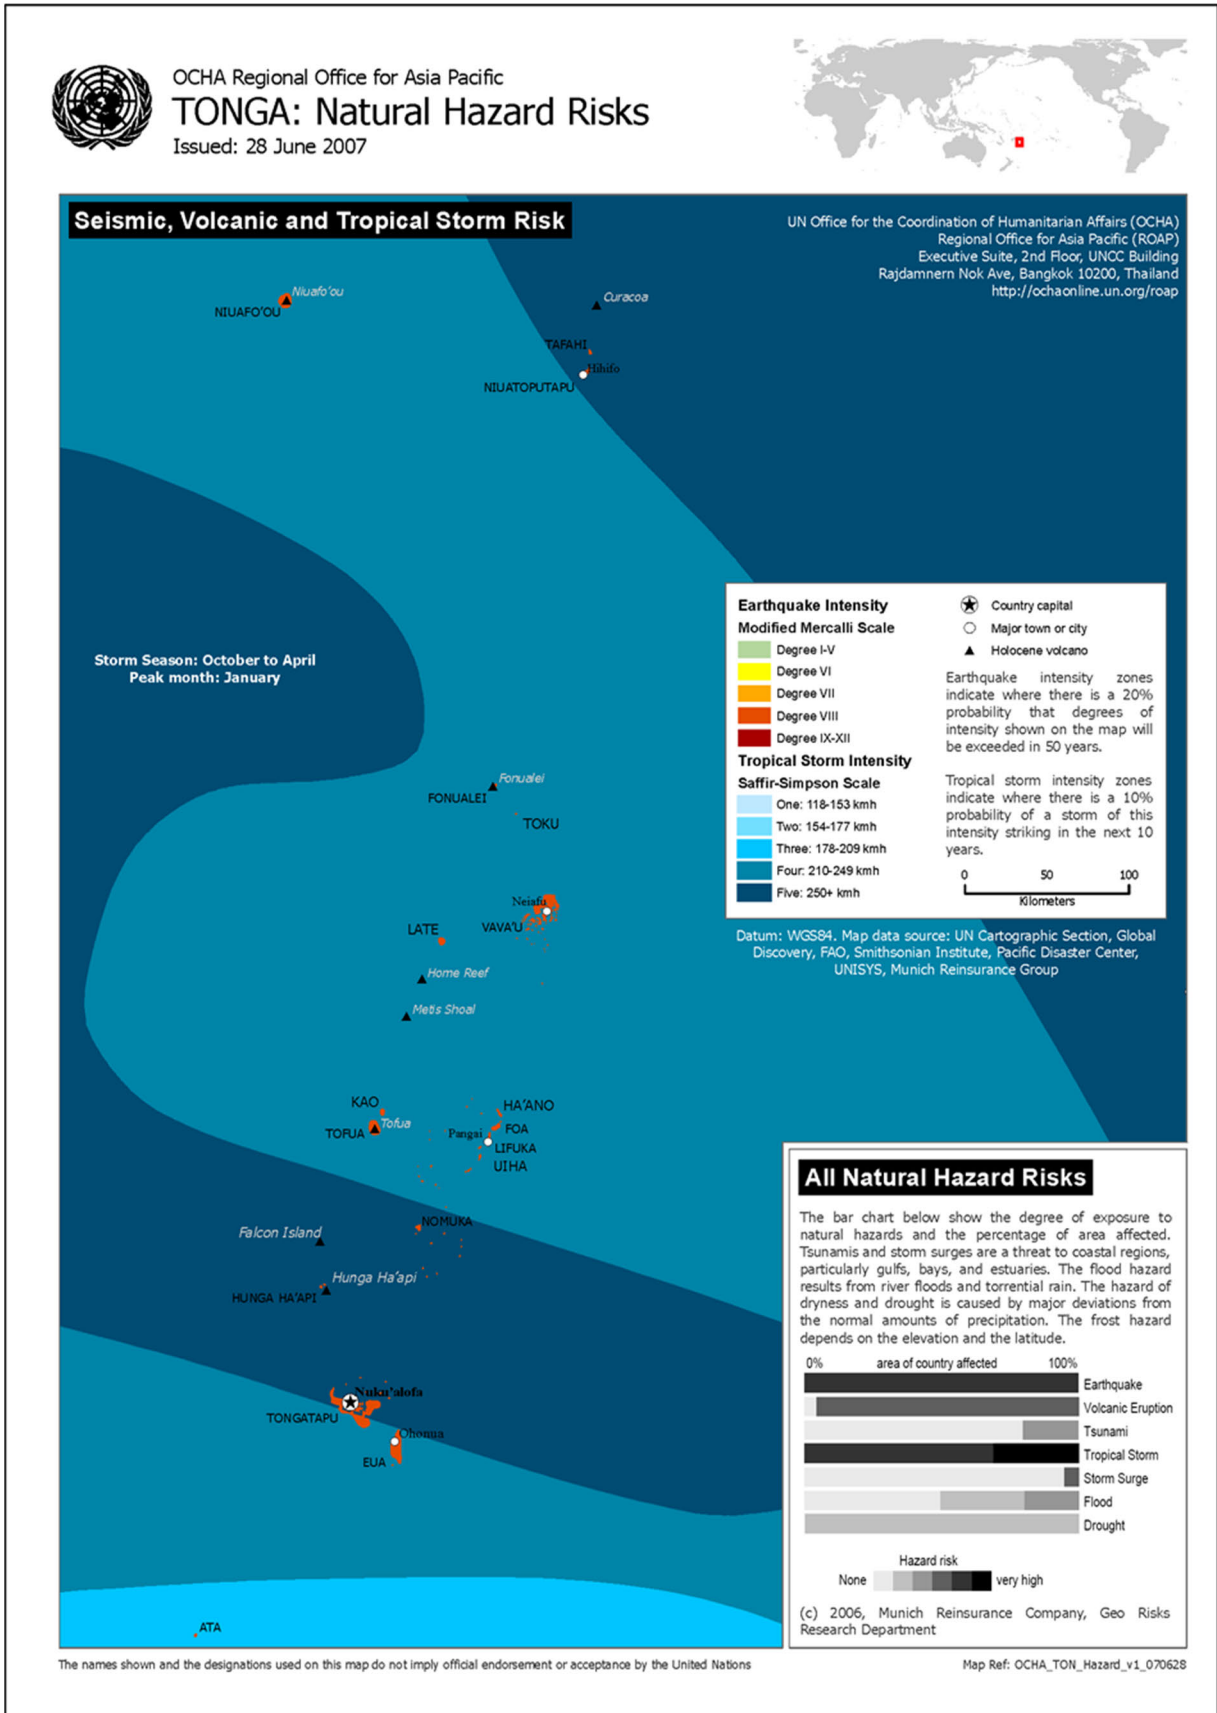 OCHA Regional Office for Asia Pacific
TONGA: Natural Hazard Risks
Issued: 28 June 2007
Seismic, Volcanic and Tropical Storm Risk
UN Office for the Coordination of Humanitarian Affairs (OCHA)
Regional Office for Asia Pacific (ROAP)
Executive Suite, 2nd Floor, UNCC Building
Rajdamnern Nok Ave, Bangkok 10200, Thailand
http://ochaonline.un.org/roap
Niuafo'ou
NIUAFO'OU
Curacoa
TAFAHI
Hihifo
NIUATOPUTAPU
Storm Season: October to April
Peak month: January
Earthquake Intensity
Modified Mercalli Scale
Degree I-V
Degree VI
Degree VII
Degree VIII
Degree IX-XII
Tropical Storm Intensity
Saffir-Simpson Scale
One: 118-153 kmh
Two: 154-177 kmh
Three: 178-209 kmh
Four: 210-249 kmh
Five: 250+ kmh
Country capital
Major town or city
Holocene volcano
Earthquake intensity zones
indicate where there is a 20%
probability that degrees of
intensity shown on the map will
be exceeded in 50 years.
Tropical storm intensity zones
indicate where there is a 10%
probability of a storm of this
intensity striking in the next 10
years.
0 50 100
Kilometers
Datum: WGS84. Map data source: UN Cartographic Section, Global
Discovery, FAO, Smithsonian Institute, Pacific Disaster Center,
UNISYS, Munich Reinsurance Group
Fonualei
FONUALEI
TOKU
Neiafu
VAVA'U
LATE
Home Reef
Metis Shoal
KAO
Tofua
TOFUA
HA'ANO
FOA
Pangai
LIFUKA
UIHA
NOMUKA
Falcon Island
Hunga Ha'api
HUNGA HA'API
Nuku'alofa
TONGATAPU
Ohonua
EUA
ATA
All Natural Hazard Risks
The bar chart below show the degree of exposure to
natural hazards and the percentage of area affected.
Tsunamis and storm surges are a threat to coastal regions,
particularly gulfs, bays, and estuaries. The flood hazard
results from river floods and torrential rain. The hazard of
dryness and drought is caused by major deviations from
the normal amounts of precipitation. The frost hazard
depends on the elevation and the latitude.
0% area of country affected 100%
Earthquake
Volcanic Eruption
Tsunami
Tropical Storm
Storm Surge
Flood
Drought
Hazard risk
None very high
(c) 2006, Munich Reinsurance Company, Geo Risks
Research Department
The names shown and the designations used on this map do not imply official endorsement or acceptance by the United Nations
Map Ref: OCHA_TON_Hazard_v1_070628